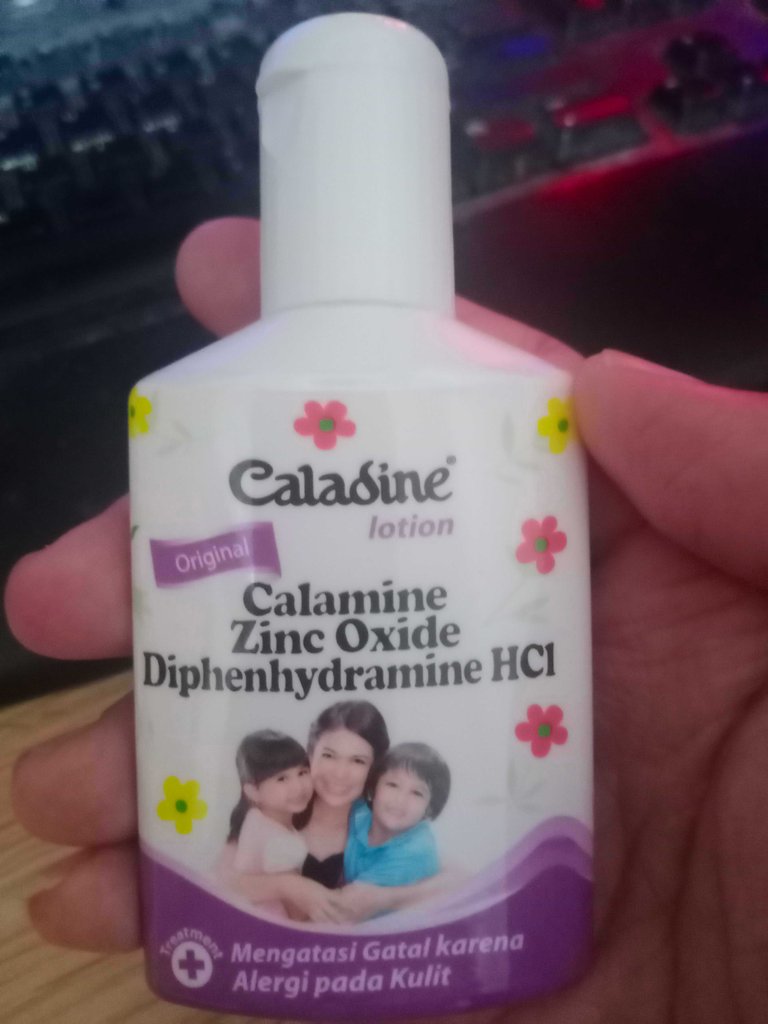 Caladine®
lotion
Original
Calamine
Zinc Oxide
Diphenhydramine HCl
Treatment
Mengatasi Gatal karena
Alergi pada Kulit